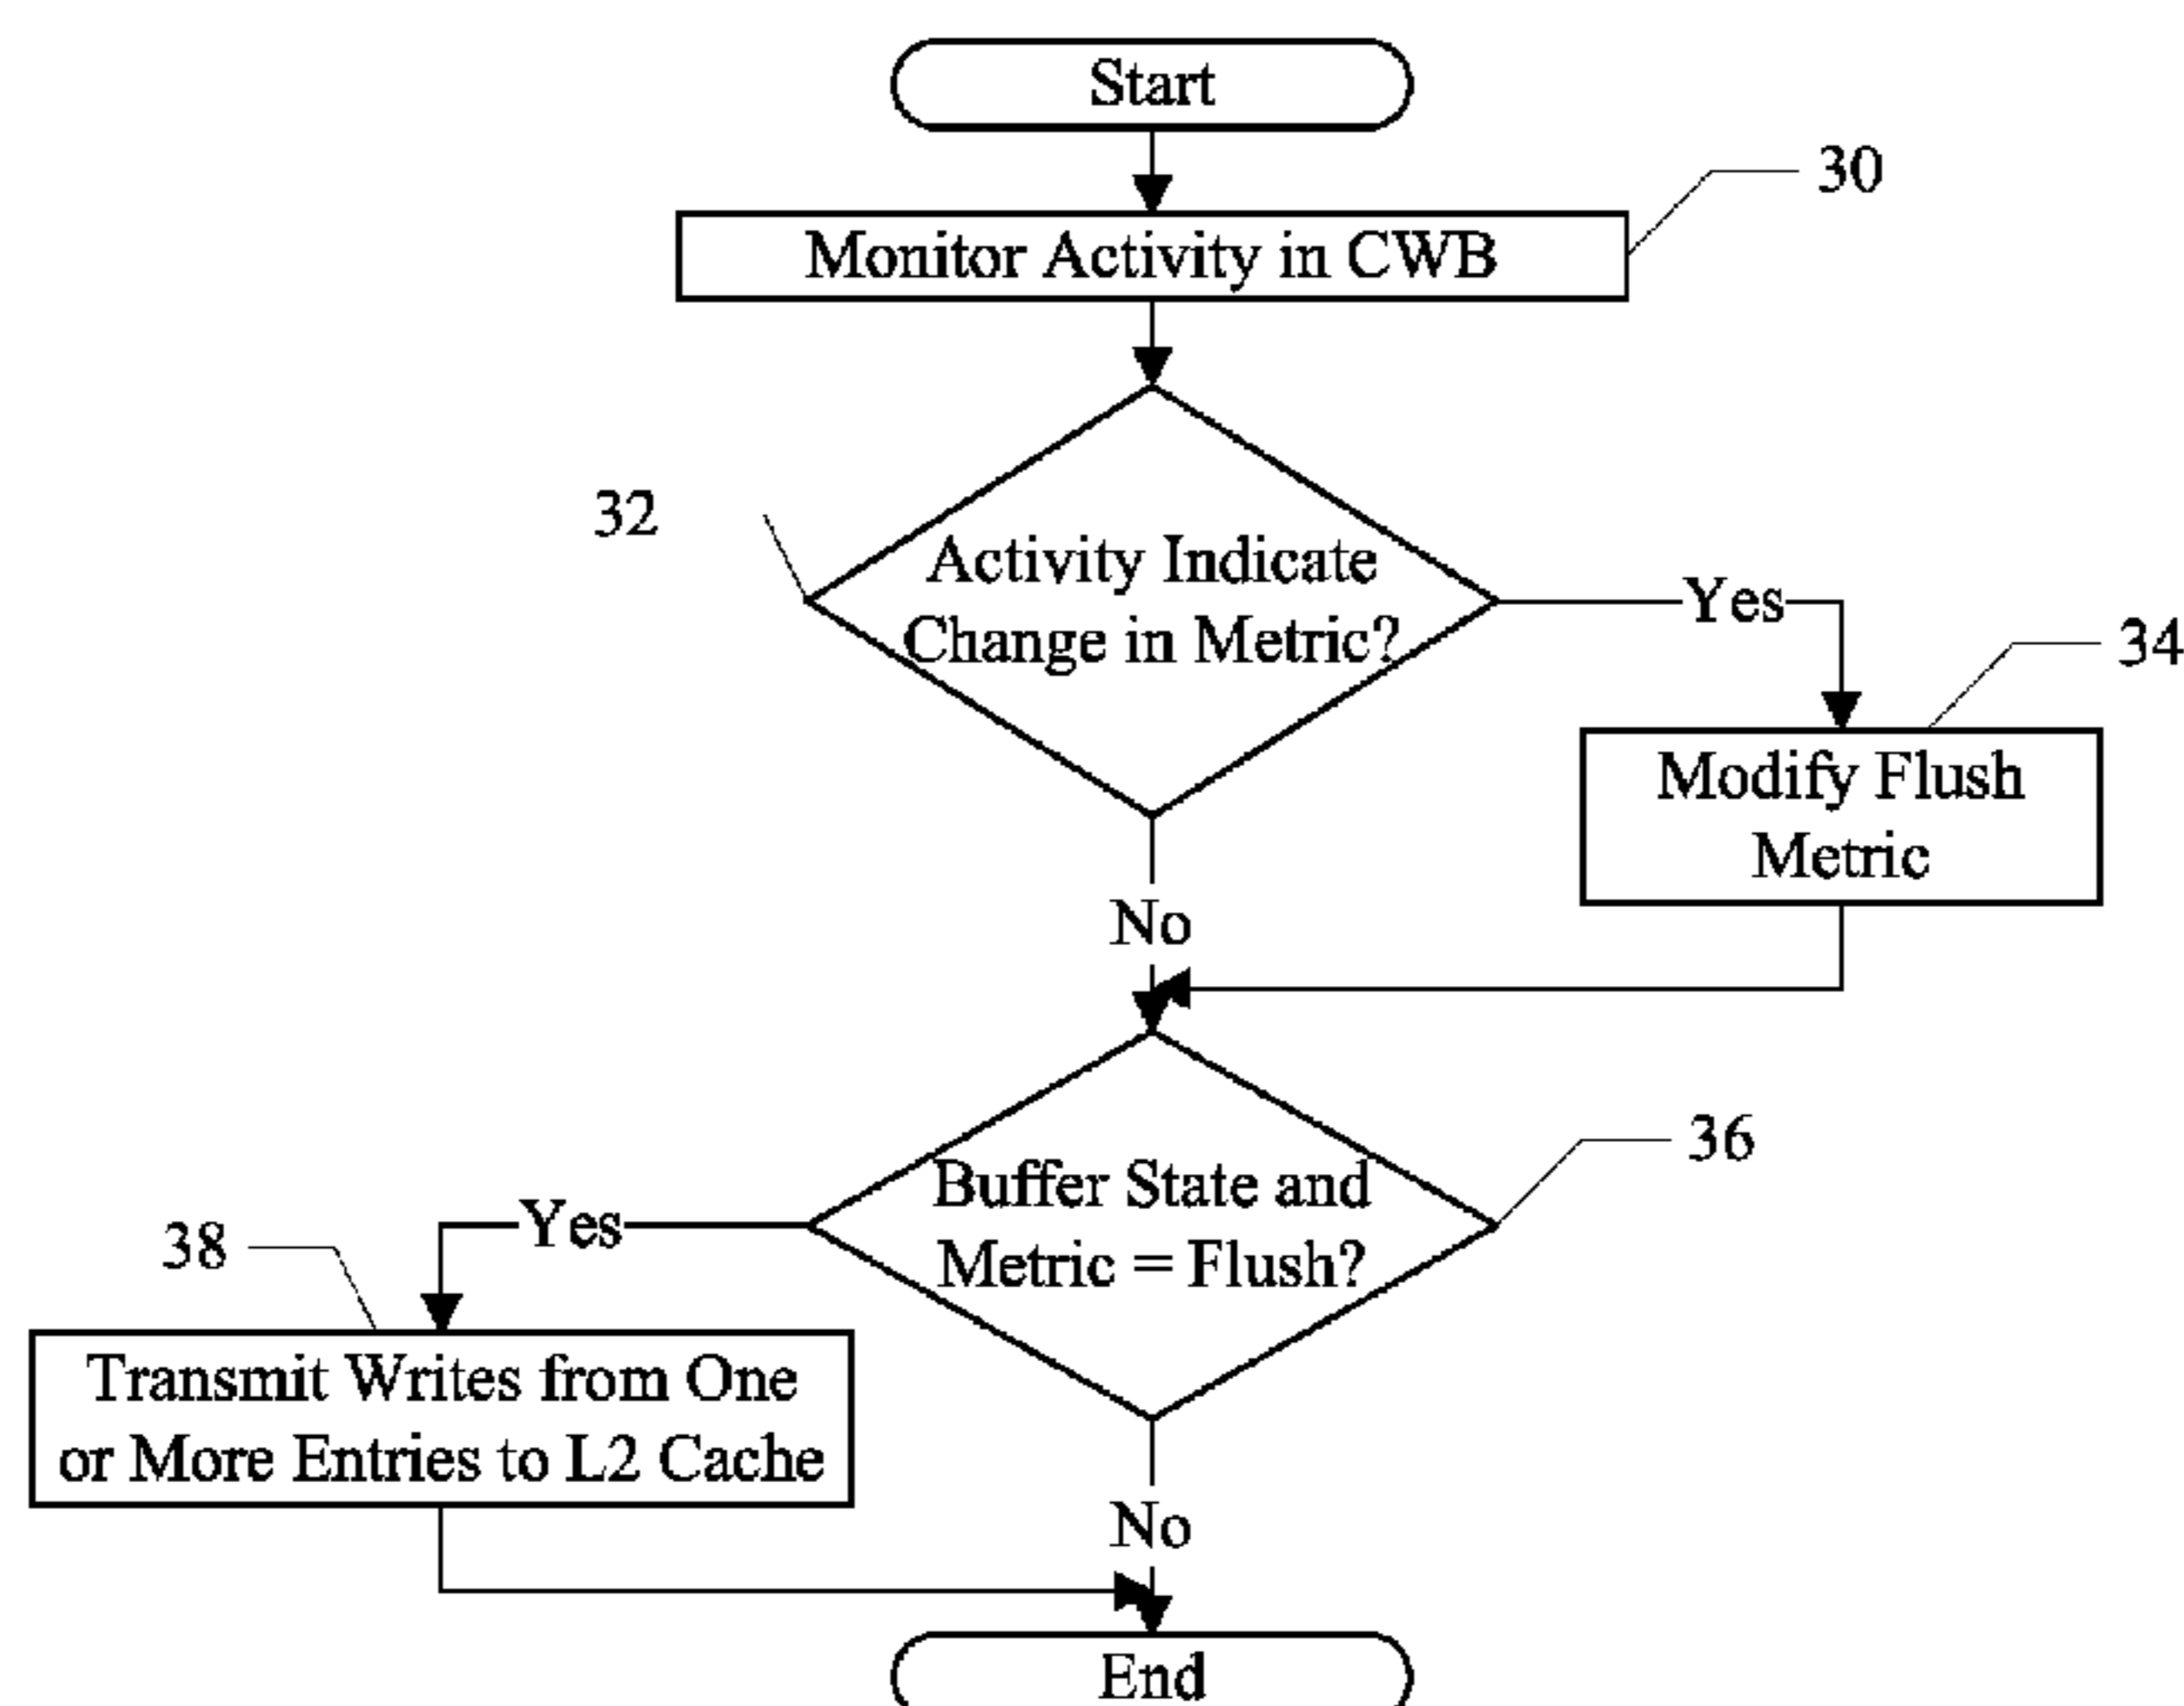 Start
30
Monitor Activity in CWB
32
Activity Indicate
Change in Metric?
Yes
34
Modify Flush
Metric
No
36
Buffer State and
Metric = Flush?
Yes
38
Transmit Writes from One
or More Entries to L2 Cache
No
End